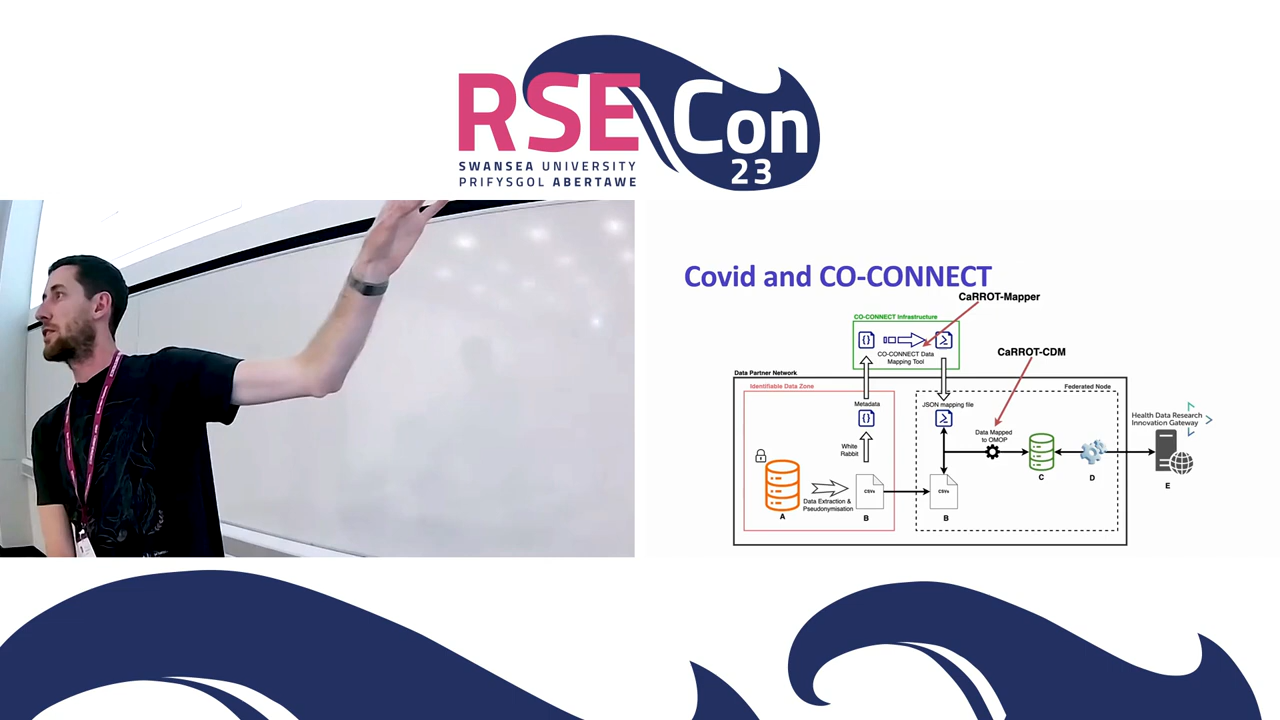 RSE Con
23
SWANSEA UNIVERSITY
PRIFYSGOL ABERTAWE
Covid and CO-CONNECT
CaRROT-Mapper
CO-CONNECT Infrastructure
CO-CONNECT Data
Mapping Tool
CaRROT-CDM
Data Partner Network
Identifiable Data Zone
Federated Node
Metadata
JSON mapping file
White
Rabbit
Data Mapped
to OMOP
Health Data Research
Innovation Gateway
CSVs
CSVs
Data Extraction &
Pseudonymisation
A
B
B
C
D
E